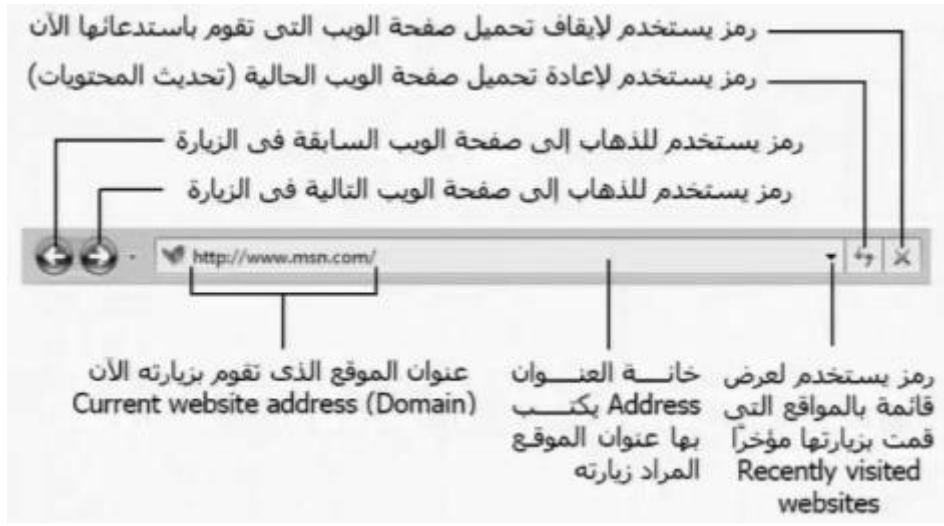 رمز يستخدم لإيقاف تحميل صفحة الويب التى تقوم باستدعائها الآن
رمز يستخدم لإعادة تحميل صفحة الويب الحالية (تحديث المحتويات)
رمز يستخدم للذهاب إلى صفحة الويب السابقة فى الزيارة
رمز يستخدم للذهاب إلى صفحة الويب التالية فى الزيارة
http://www.msn.com/
رمز يستخدم لعرض
قائمة بالمواقع التى
قمت بزيارتها مؤخرًا
Recently visited
websites
خانـــة العنـــوان
Address يكتـــب
بها عنوان الموقـع
المراد زيارته
عنوان الموقع الذى تقوم بزيارته الآن
Current website address (Domain)